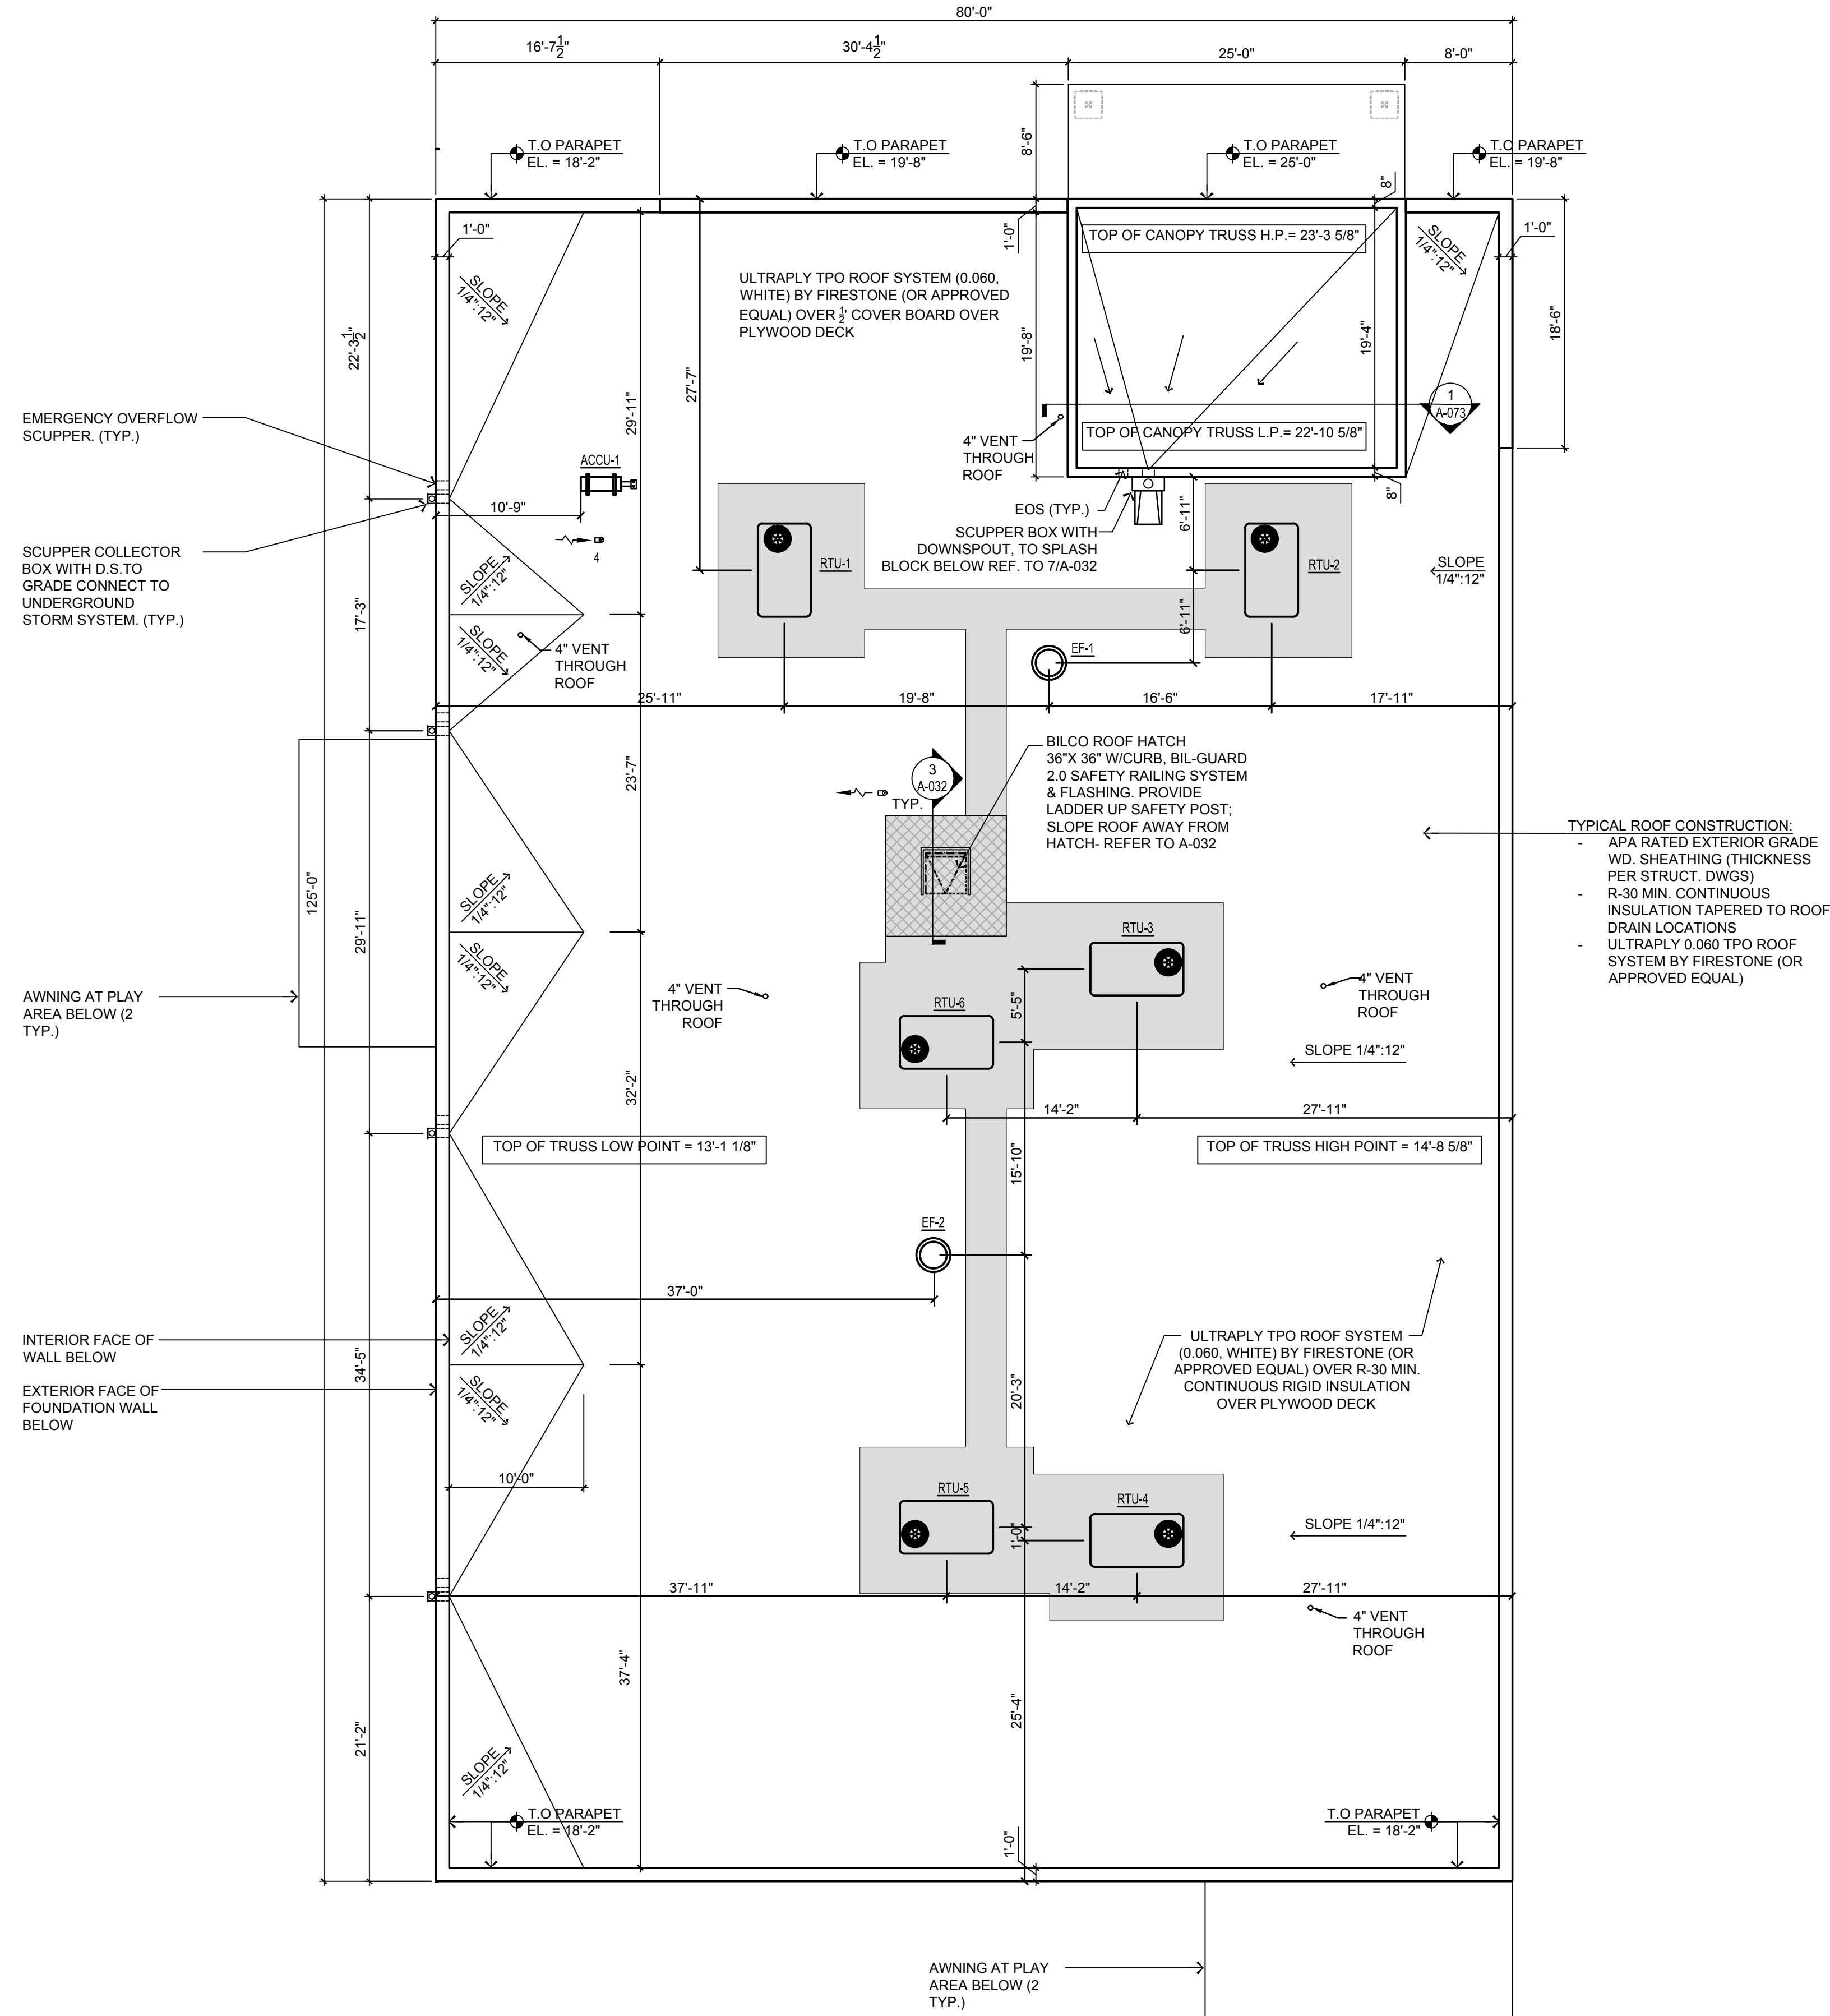 80'-0"
16'-7 1/2"
30'-4 1/2"
25'-0"
8'-0"
8'-6"
T.O PARAPET
EL. = 18'-2"
T.O PARAPET
EL. = 19'-8"
T.O PARAPET
EL. = 25'-0"
T.O PARAPET
EL. = 19'-8"
8"
1'-0"
1'-0"
1'-0"
TOP OF CANOPY TRUSS H.P.= 23'-3 5/8"
SLOPE
1/4":12"
SLOPE
1/4":12"
ULTRAPLY TPO ROOF SYSTEM (0.060,
WHITE) BY FIRESTONE (OR APPROVED
EQUAL) OVER 1/2' COVER BOARD OVER
PLYWOOD DECK
22'-3 1/2"
27'-7"
29'-11"
19'-8"
19'-4"
18'-6"
1
A-073
EMERGENCY OVERFLOW
SCUPPER. (TYP.)
4" VENT
THROUGH
ROOF
TOP OF CANOPY TRUSS L.P.= 22'-10 5/8"
ACCU-1
8"
10'-9"
EOS (TYP.)
6'-11"
SCUPPER BOX WITH
DOWNSPOUT, TO SPLASH
BLOCK BELOW REF. TO 7/A-032
4
SCUPPER COLLECTOR
BOX WITH D.S.TO
GRADE CONNECT TO
UNDERGROUND
STORM SYSTEM. (TYP.)
RTU-1
RTU-2
SLOPE
1/4":12"
SLOPE
1/4":12"
17'-3"
6'-11"
SLOPE
1/4":12"
4" VENT
THROUGH
ROOF
EF-1
25'-11"
19'-8"
16'-6"
17'-11"
23'-7"
3
A-032
TYP.
BILCO ROOF HATCH
36"X 36" W/CURB, BIL-GUARD
2.0 SAFETY RAILING SYSTEM
& FLASHING. PROVIDE
LADDER UP SAFETY POST;
SLOPE ROOF AWAY FROM
HATCH- REFER TO A-032
TYPICAL ROOF CONSTRUCTION:
- APA RATED EXTERIOR GRADE
WD. SHEATHING (THICKNESS
PER STRUCT. DWGS)
- R-30 MIN. CONTINUOUS
INSULATION TAPERED TO ROOF
DRAIN LOCATIONS
- ULTRAPLY 0.060 TPO ROOF
SYSTEM BY FIRESTONE (OR
APPROVED EQUAL)
125'-0"
29'-11"
SLOPE
1/4":12"
SLOPE
1/4":12"
RTU-3
AWNING AT PLAY
AREA BELOW (2
TYP.)
4" VENT
THROUGH
ROOF
RTU-6
5'-5"
4" VENT
THROUGH
ROOF
SLOPE 1/4":12"
32'-2"
14'-2"
27'-11"
TOP OF TRUSS LOW POINT = 13'-1 1/8"
TOP OF TRUSS HIGH POINT = 14'-8 5/8"
15'-10"
EF-2
37'-0"
SLOPE
1/4":12"
INTERIOR FACE OF
WALL BELOW
34'-5"
EXTERIOR FACE OF
FOUNDATION WALL
BELOW
SLOPE
1/4":12"
20'-3"
ULTRAPLY TPO ROOF SYSTEM
(0.060, WHITE) BY FIRESTONE (OR
APPROVED EQUAL) OVER R-30 MIN.
CONTINUOUS RIGID INSULATION
OVER PLYWOOD DECK
10'-0"
RTU-5
RTU-4
1'-0"
SLOPE 1/4":12"
37'-11"
14'-2"
27'-11"
4" VENT
THROUGH
ROOF
37'-4"
25'-4"
21'-2"
SLOPE
1/4":12"
T.O PARAPET
EL. = 18'-2"
T.O PARAPET
EL. = 18'-2"
1'-0"
AWNING AT PLAY
AREA BELOW (2
TYP.)